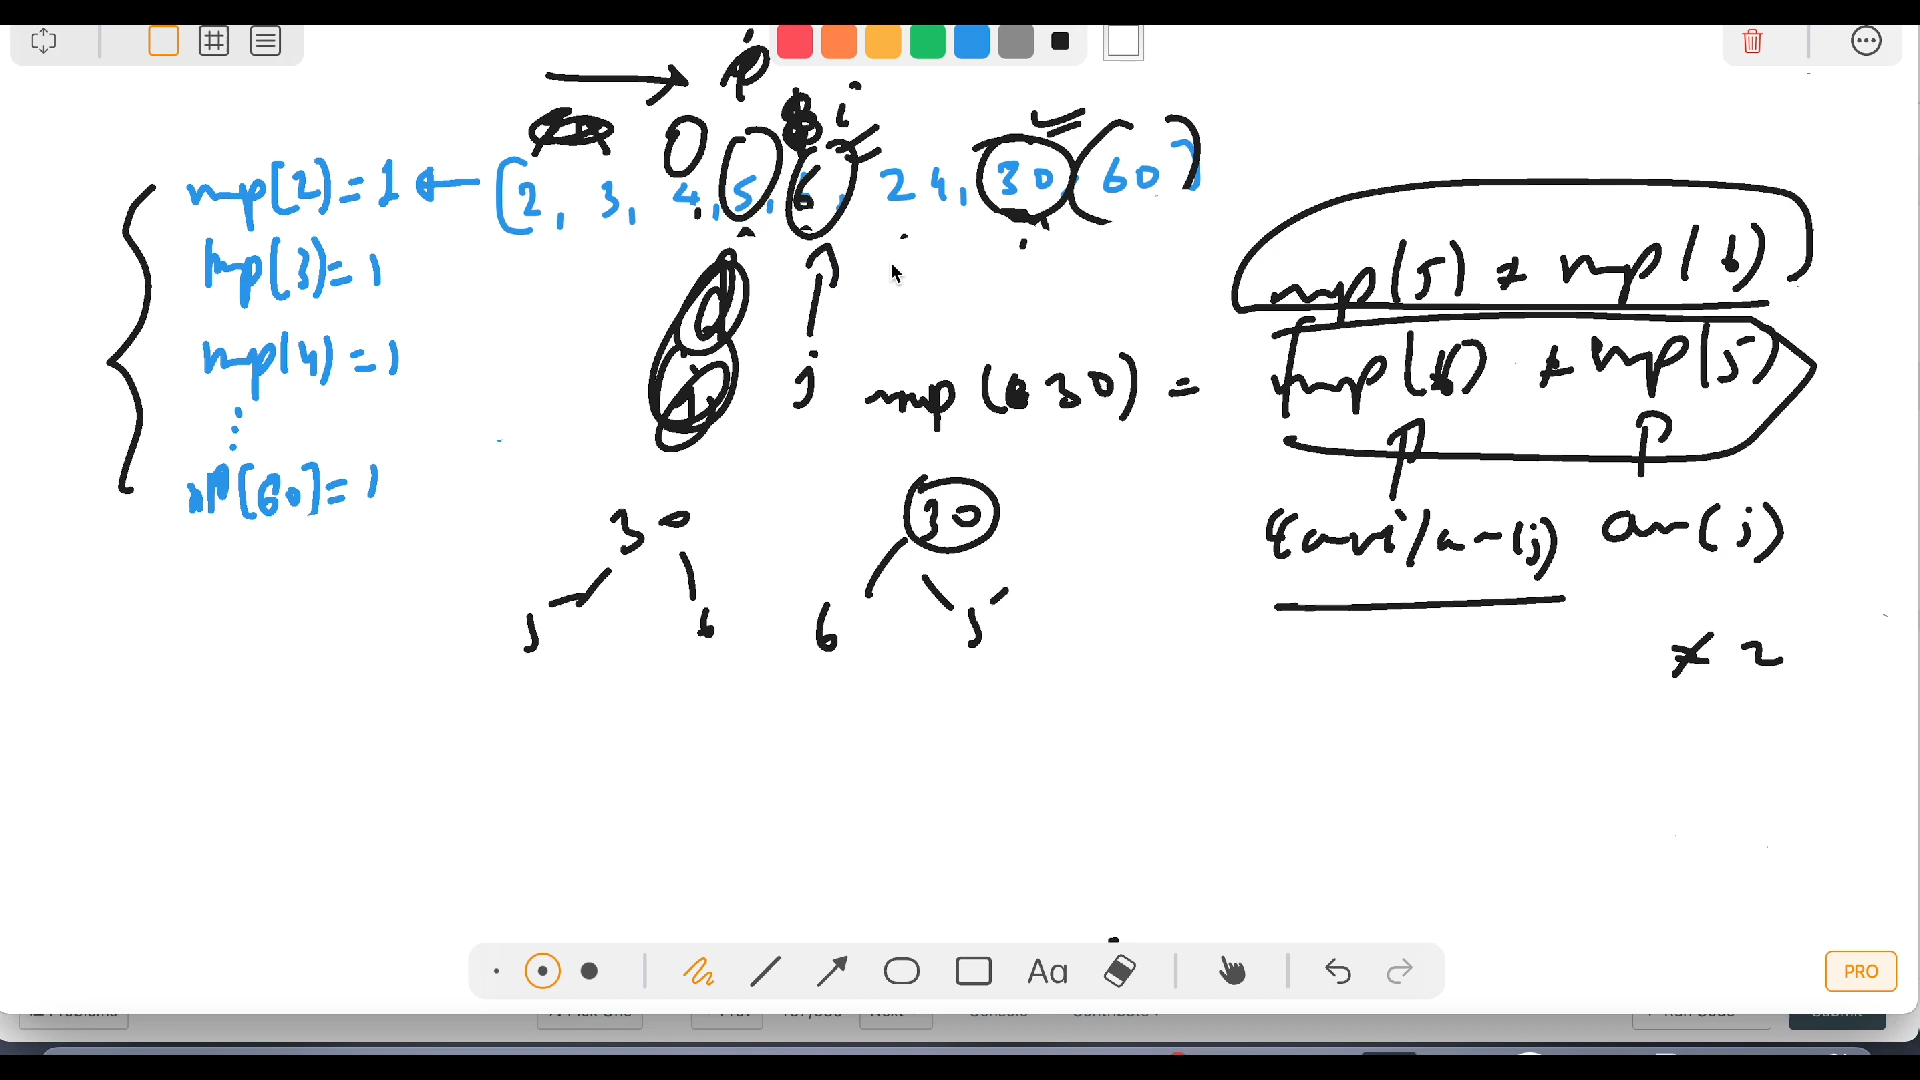 i
i
mp[2]=1 ← [2, 3, 4, 5, 6, 24, 30, 60]
mp(3)=1
mp(5) * mp(6)
mp(4)=1
j mp(30) = mp(6) * mp(5)
mp[60]=1
30 30
arr(j) arr(j)
5 6 6 5
* 2
Aa
PRO